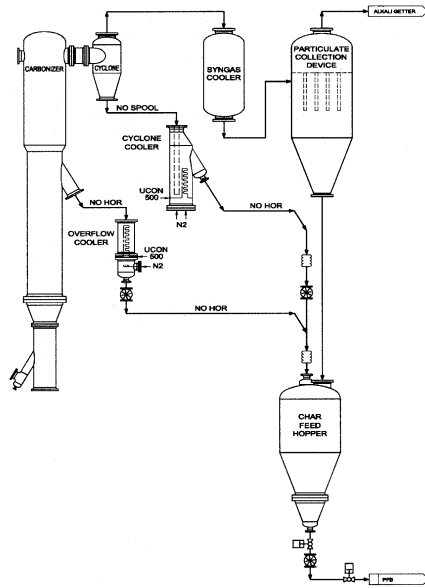 ALKALI GETTER
CARBONIZER
CYCLONE
SYNGAS
COOLER
PARTICULATE
COLLECTION
DEVICE
NO SPOOL
CYCLONE
COOLER
UCON
500
N2
NO HOR
NO HOR
OVERFLOW
COOLER
UCON
500
N2
NO HOR
CHAR
FEED
HOPPER
PFB